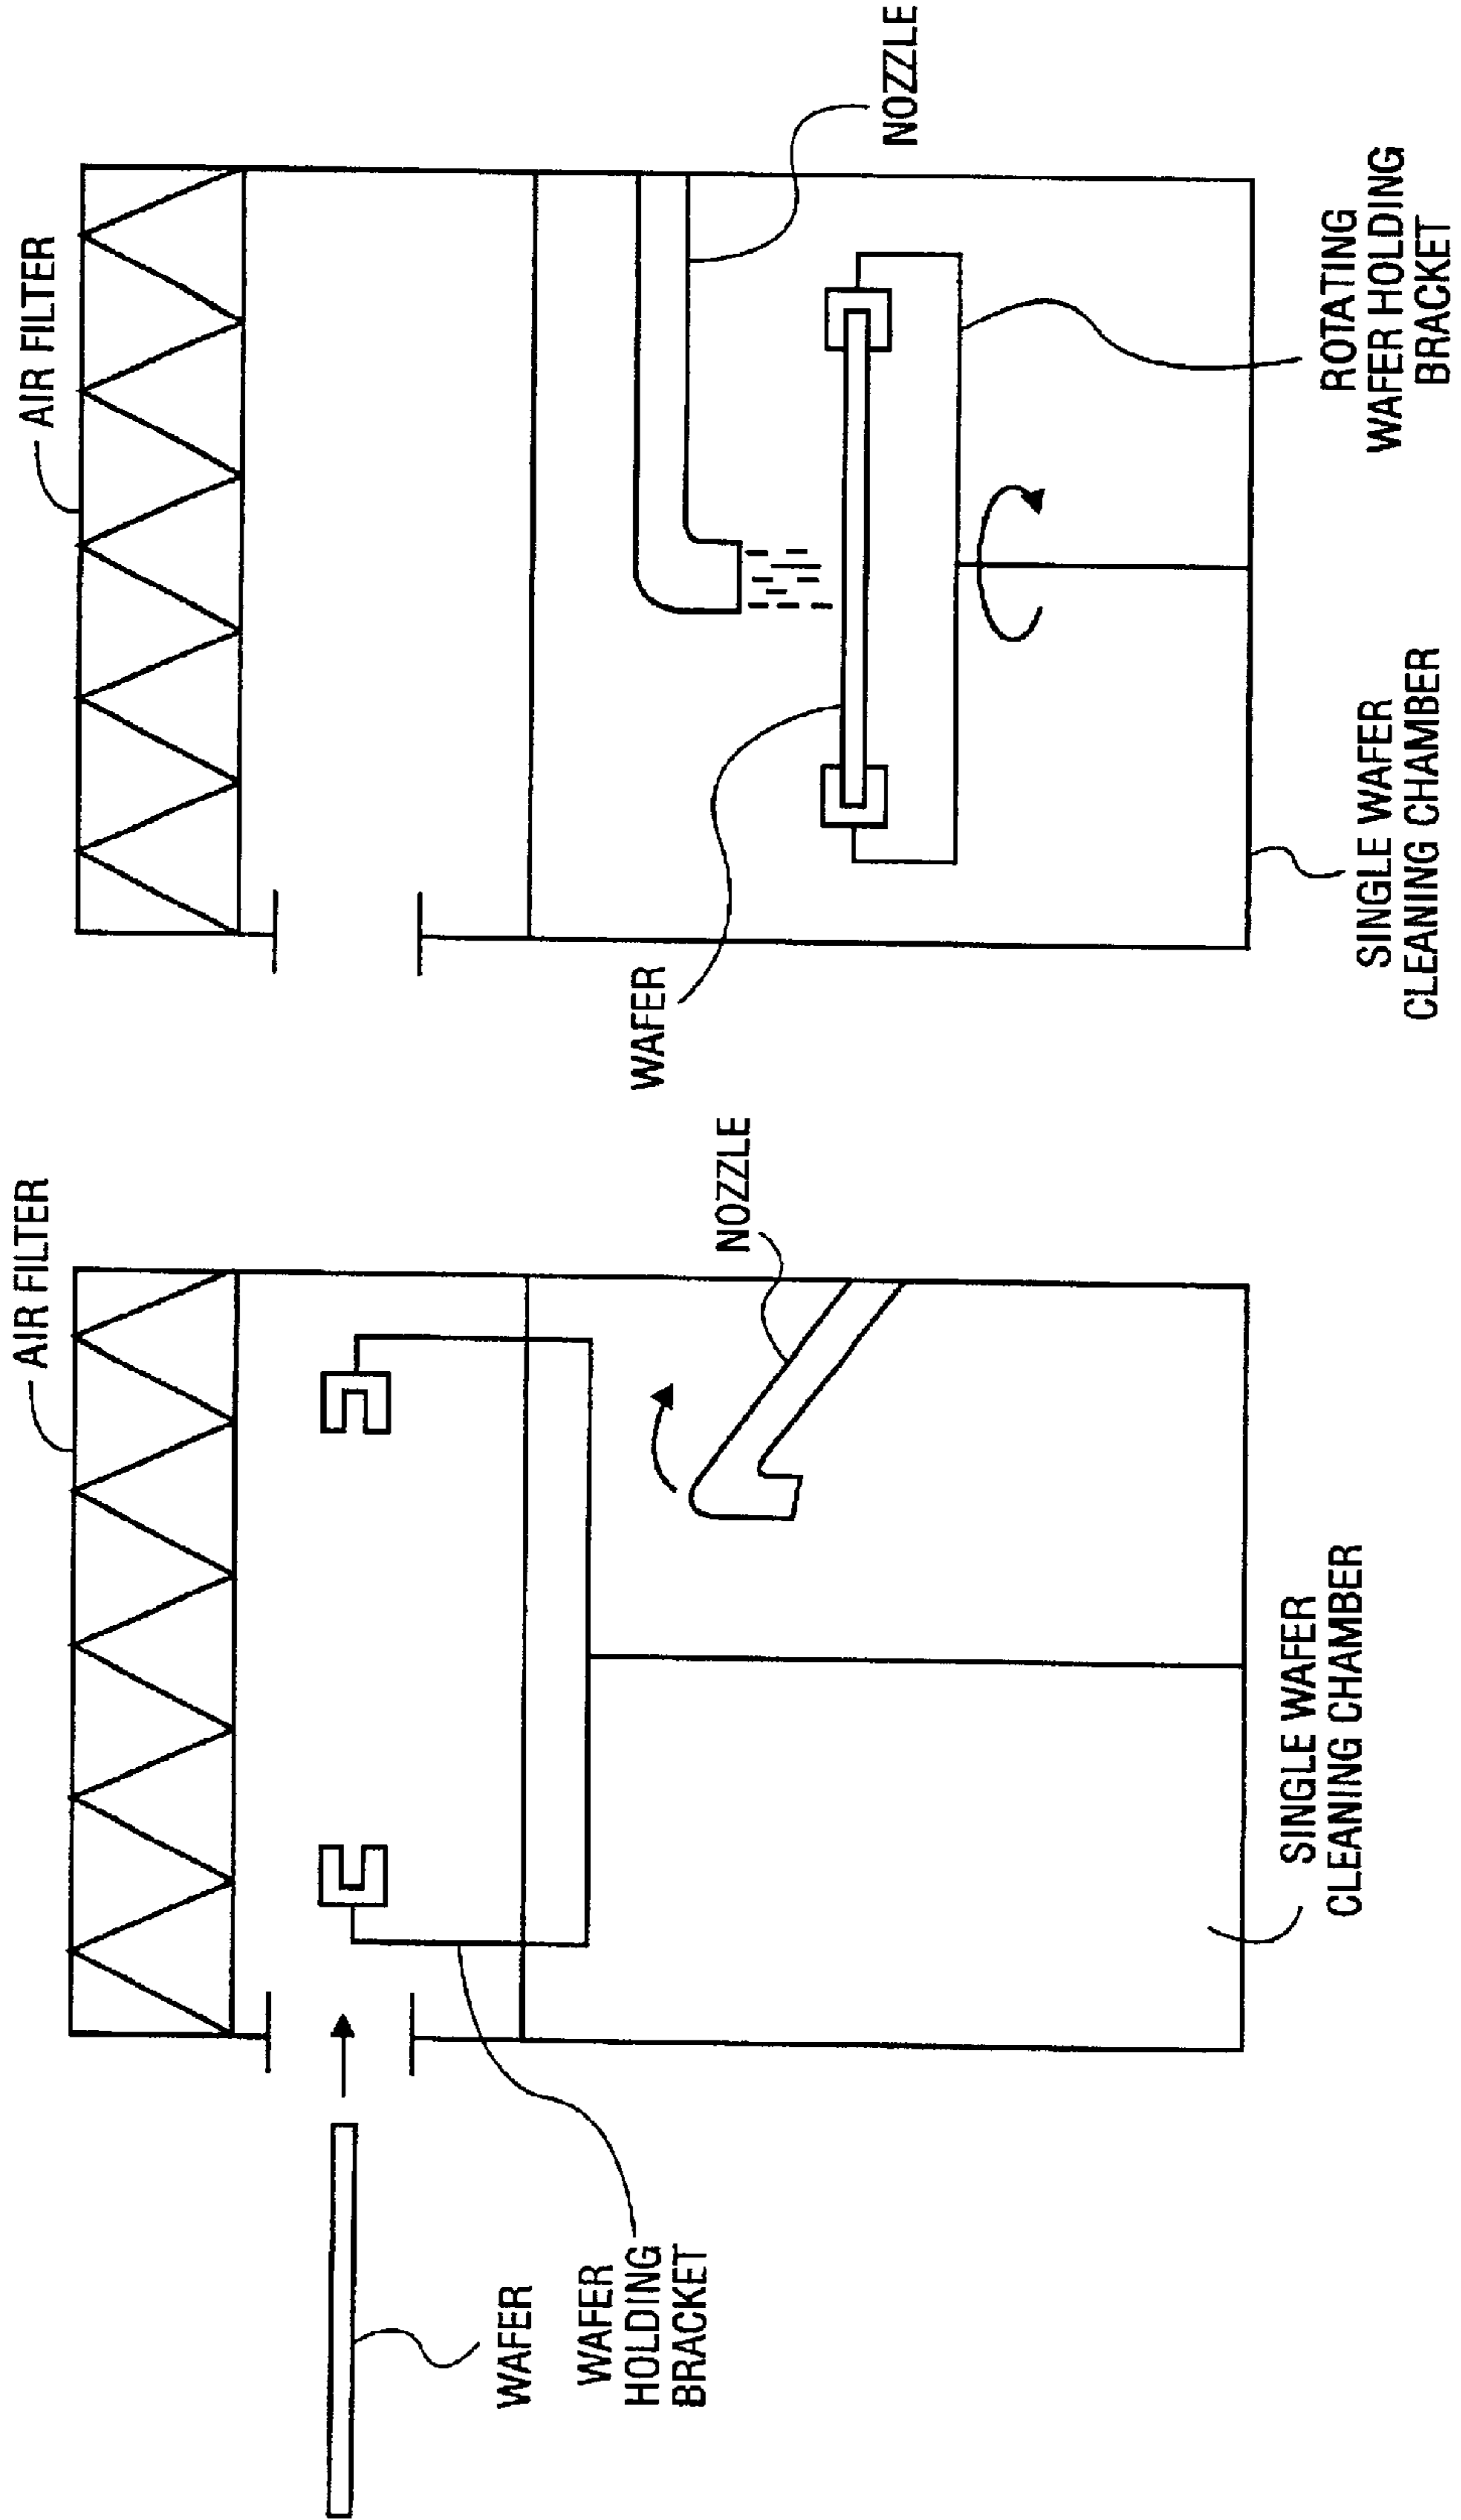 AIR FILTER
WAFER
WAFER
HOLDING
BRACKET
NOZZLE
SINGLE WAFER
CLEANING CHAMBER
AIR FILTER
WAFER
NOZZLE
SINGLE WAFER
CLEANING CHAMBER
ROTATING
WAFER HOLDING
BRACKET